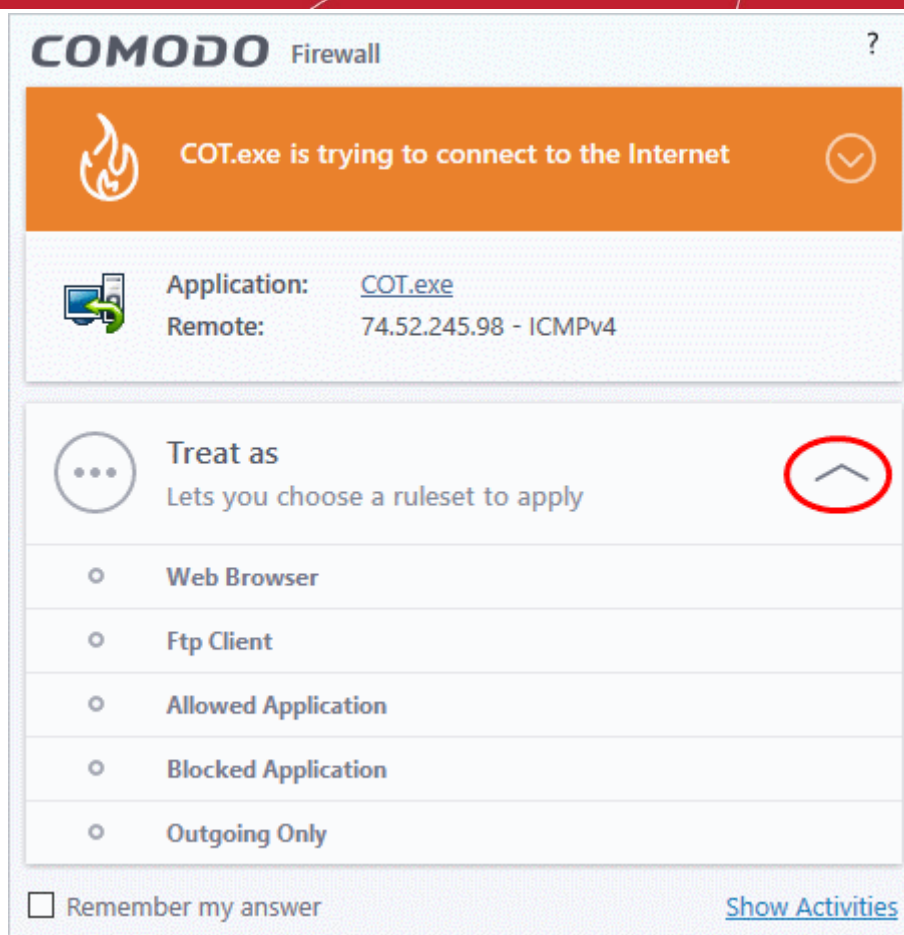 COMODO Firewall ?
COT.exe is trying to connect to the Internet
Application: COT.exe
Remote: 74.52.245.98 - ICMPv4
Treat as
Lets you choose a ruleset to apply
Web Browser
Ftp Client
Allowed Application
Blocked Application
Outgoing Only
Remember my answer Show Activities